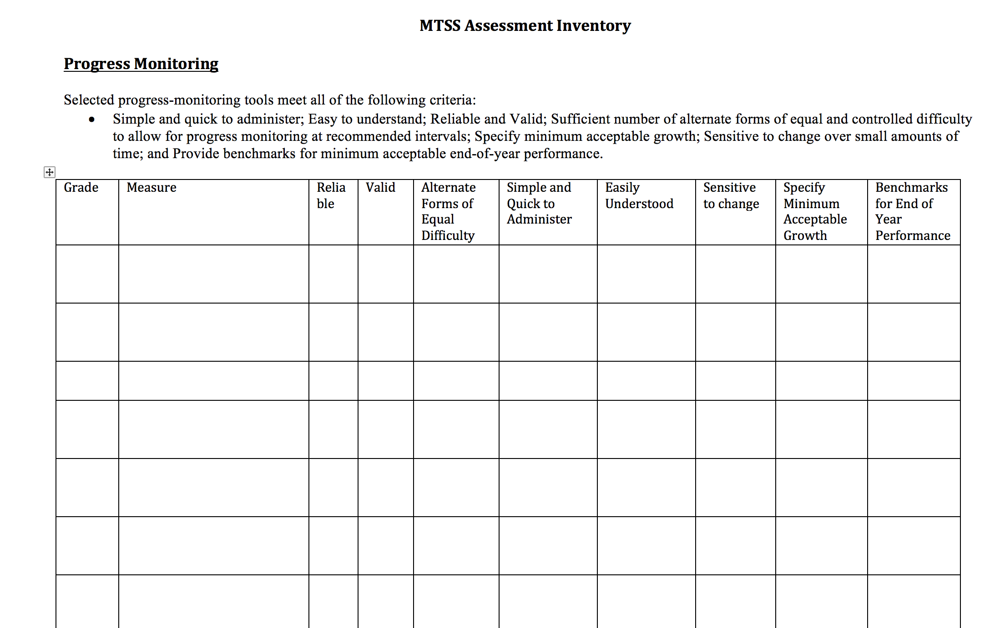 MTSS Assessment Inventory
Progress Monitoring
Selected progress-monitoring tools meet all of the following criteria:
• Simple and quick to administer; Easy to understand; Reliable and Valid; Sufficient number of alternate forms of equal and controlled difficulty
to allow for progress monitoring at recommended intervals; Specify minimum acceptable growth; Sensitive to change over small amounts of
time; and Provide benchmarks for minimum acceptable end-of-year performance.
Grade
Measure
Relia
ble
Valid
Alternate
Forms of
Equal
Difficulty
Simple and
Quick to
Administer
Easily
Understood
Sensitive
to change
Specify
Minimum
Acceptable
Growth
Benchmarks
for End of
Year
Performance